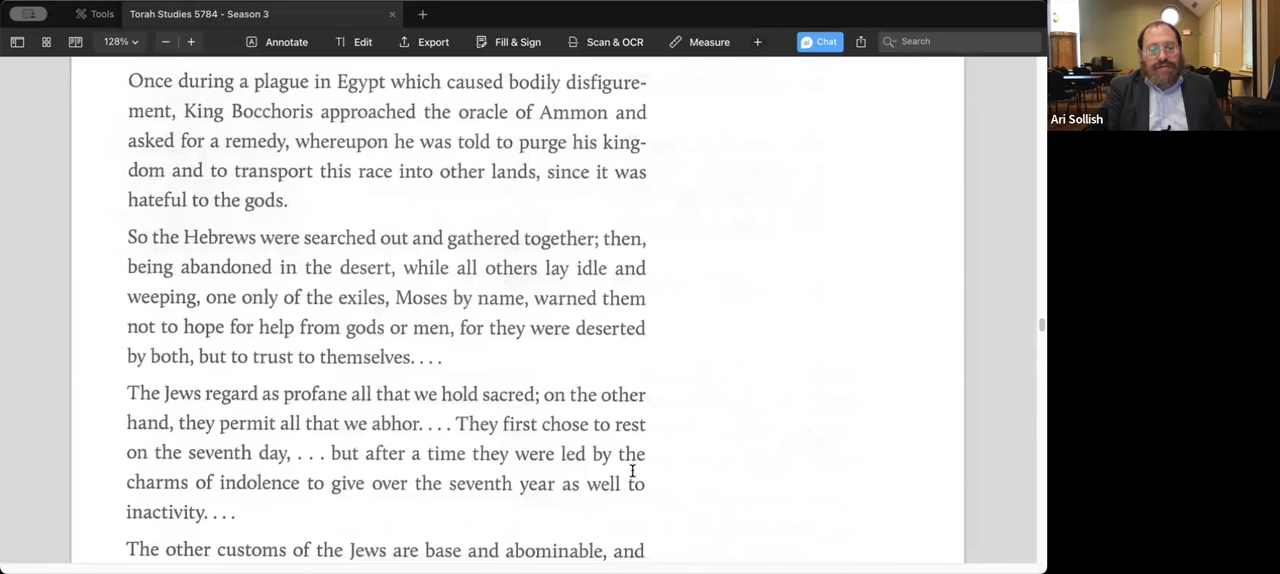 Tools
Torah Studies 5784 - Season 3
128%
Annotate
Edit
Export
Fill & Sign
Scan & OCR
Measure
Chat
Search
Ari Sollish
Once during a plague in Egypt which caused bodily disfigure-
ment, King Bocchoris approached the oracle of Ammon and
asked for a remedy, whereupon he was told to purge his king-
dom and to transport this race into other lands, since it was
hateful to the gods.
So the Hebrews were searched out and gathered together; then,
being abandoned in the desert, while all others lay idle and
weeping, one only of the exiles, Moses by name, warned them
not to hope for help from gods or men, for they were deserted
by both, but to trust to themselves. . . .
The Jews regard as profane all that we hold sacred; on the other
hand, they permit all that we abhor. . . . They first chose to rest
on the seventh day, . . . but after a time they were led by the
charms of indolence to give over the seventh year as well to
inactivity. . . .
The other customs of the Jews are base and abominable, and